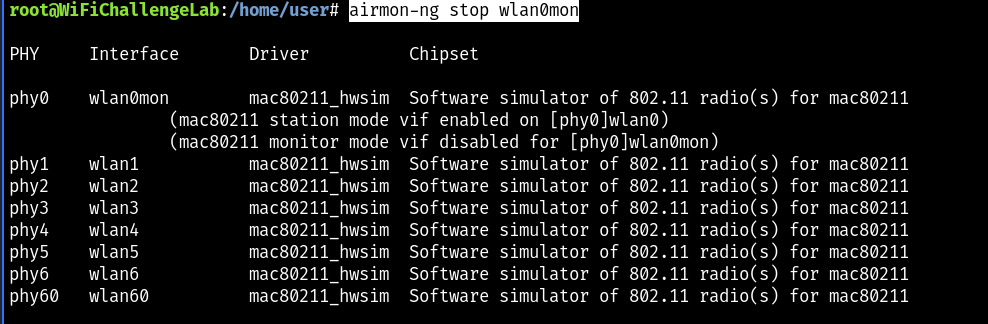 root@WiFiChallengeLab:/home/user# airmon-ng stop wlan0mon
PHY     Interface       Driver          Chipset
phy0    wlan0mon        mac80211_hwsim  Software simulator of 802.11 radio(s) for mac80211
                (mac80211 station mode vif enabled on [phy0]wlan0)
                (mac80211 monitor mode vif disabled for [phy0]wlan0mon)
phy1    wlan1           mac80211_hwsim  Software simulator of 802.11 radio(s) for mac80211
phy2    wlan2           mac80211_hwsim  Software simulator of 802.11 radio(s) for mac80211
phy3    wlan3           mac80211_hwsim  Software simulator of 802.11 radio(s) for mac80211
phy4    wlan4           mac80211_hwsim  Software simulator of 802.11 radio(s) for mac80211
phy5    wlan5           mac80211_hwsim  Software simulator of 802.11 radio(s) for mac80211
phy6    wlan6           mac80211_hwsim  Software simulator of 802.11 radio(s) for mac80211
phy60   wlan60          mac80211_hwsim  Software simulator of 802.11 radio(s) for mac80211